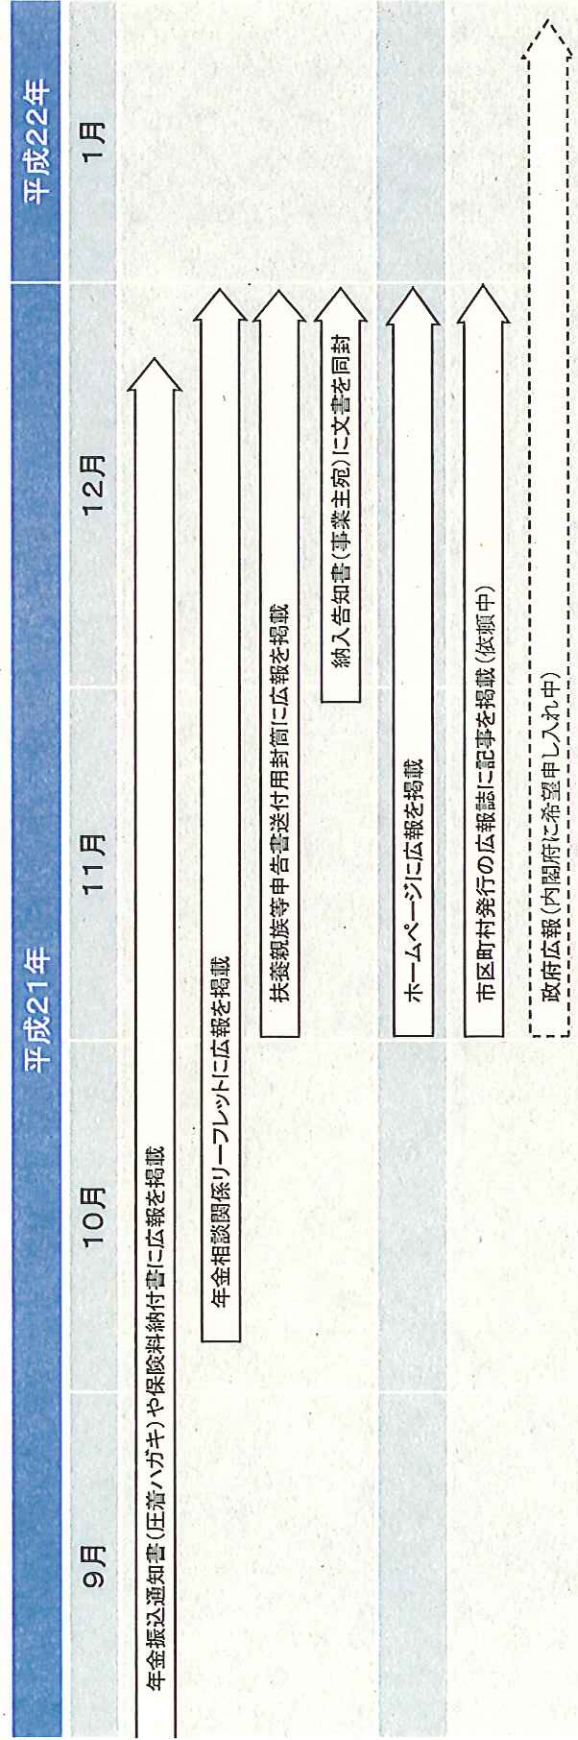 平成21年
平成22年
9月
10月
11月
12月
1月
年金振込通知書(圧着ハガキ)や保険料納付書に広報を掲載
年金相談関係リーフレットに広報を掲載
扶養親族等申告書送付用封筒に広報を掲載
納入告知書(事業主宛)に文書を同封
ホームページに広報を掲載
市区町村発行の広報誌に記事を掲載(依頼中)
政府広報(内閣府に希望申し入れ中)